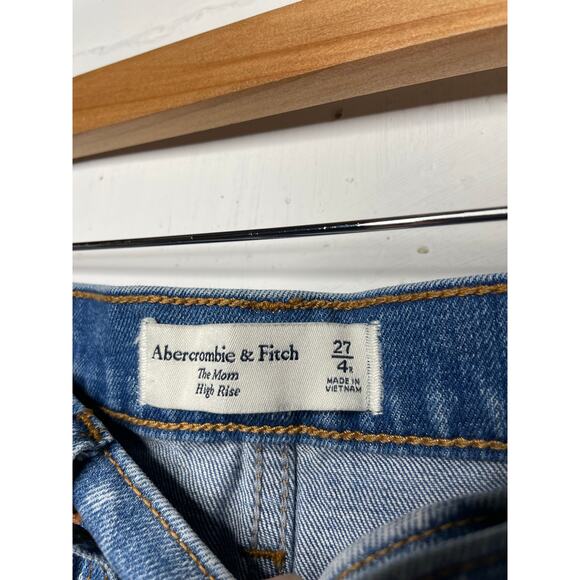 Abercrombie & Fitch
The Mom
High Rise
27
4R
MADE IN
VIETNAM